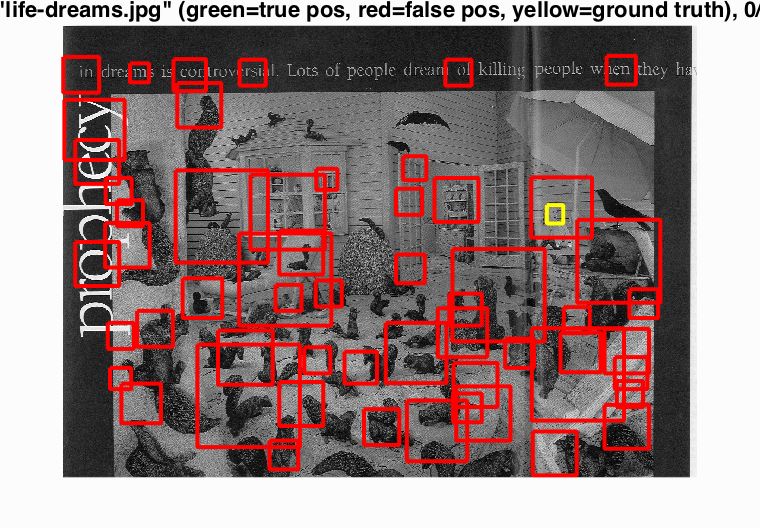 "life-dreams.jpg" (green=true pos, red=false pos, yellow=ground truth), 0/
in dreams is controversial. Lots of people dream of killing people when they hav
prophecy